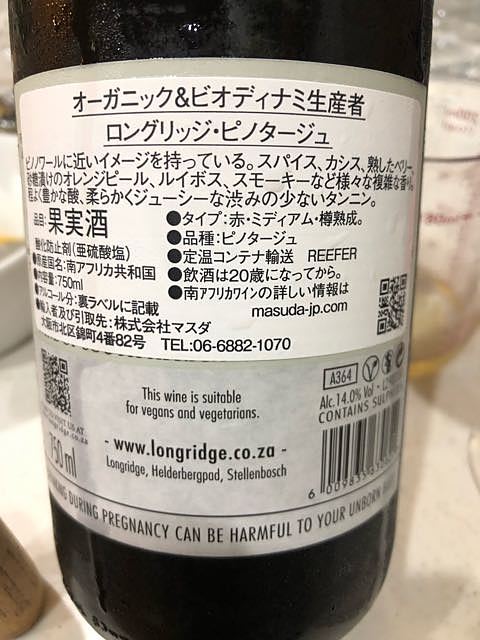 オーガニック&ビオディナミ生産者
ロングリッジ・ピノタージュ
ピノノワールに近いイメージを持っている。スパイス、カシス、熟したベリー、
砂糖漬けのオレンジピール、ルイボス、スモーキーなど様々な複雑な香り。
程よく豊かな酸、柔らかくジューシーな渋みの少ないタンニン。
品名:果実酒
酸化防止剤(亜硫酸塩)
●原産国名:南アフリカ共和国
●内容量:750ml
●アルコール分:裏ラベルに記載
●輸入者及び引取先:株式会社マスダ
大阪市北区錦町4番82号 TEL:06-6882-1070
●タイプ:赤・ミディアム・樽熟成。
●品種:ピノタージュ
●定温コンテナ輸送 REEFER
●飲酒は20歳になってから。
●南アフリカワインの詳しい情報は
masuda-jp.com
This wine is suitable
for vegans and vegetarians.
- www.longridge.co.za -
Longridge, Helderbergpad, Stellenbosch
750 ml
A364
Alc. 14.0% Vol
CONTAINS
DURING PREGNANCY CAN BE HARMFUL TO YOUR UNBORN